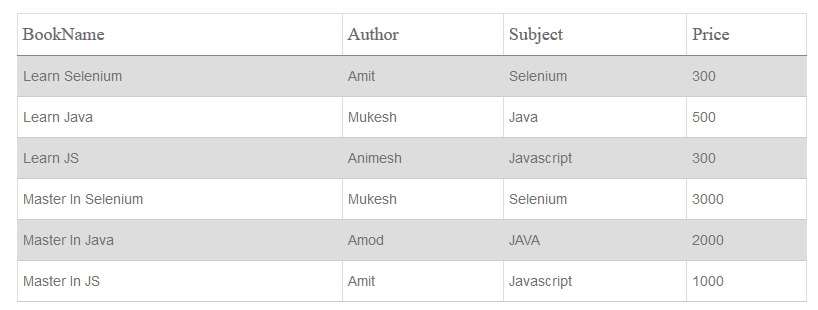 BookName Author Subject Price
Learn Selenium Amit Selenium 300
Learn Java Mukesh Java 500
Learn JS Animesh Javascript 300
Master In Selenium Mukesh Selenium 3000
Master In Java Amod JAVA 2000
Master In JS Amit Javascript 1000